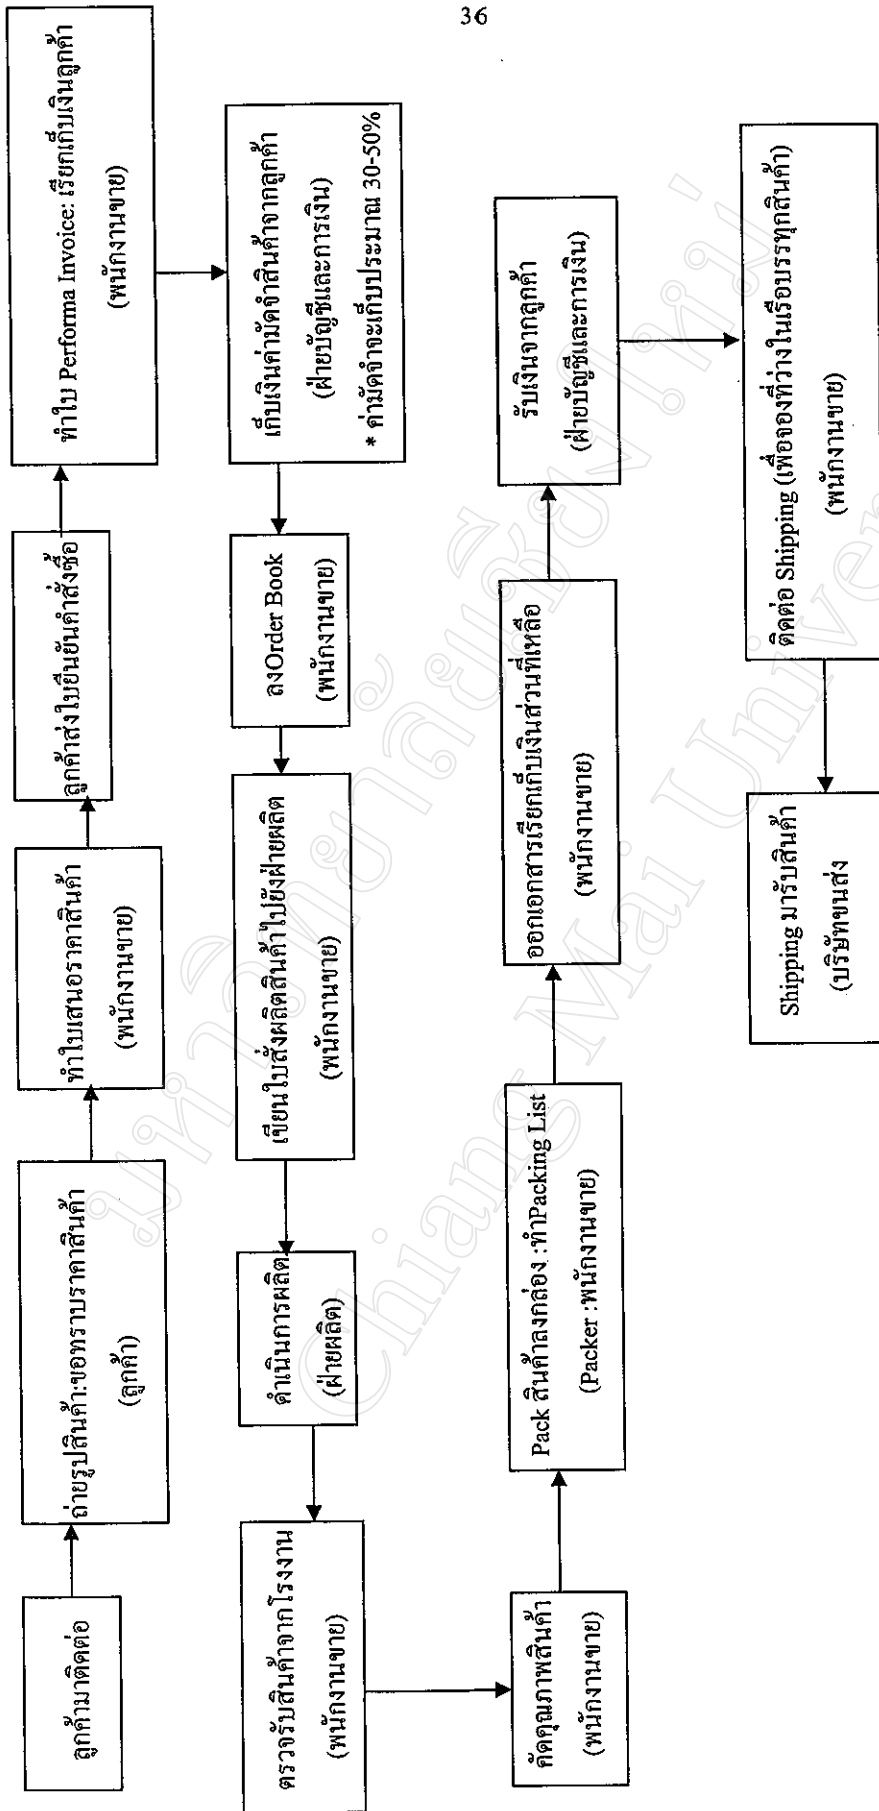 36
ลูกค้ามาติดต่อ
ถ่ายรูปสินค้า:ขอทราบราคาสินค้า
(ลูกค้า)
ทำใบเสนอราคาสินค้า
(พนักงานขาย)
ลูกค้าส่งใบยืนยันคำสั่งซื้อ
ทำใบ Performa Invoice: เรียกเก็บเงินลูกค้า
(พนักงานขาย)
เก็บเงินค่ามัดจำสินค้าจากลูกค้า
(ฝ่ายบัญชีและการเงิน)
* ค่ามัดจำจะเก็บประมาณ 30-50%
ลงOrder Book
(พนักงานขาย)
เขียนใบสั่งผลิตสินค้าไปยังฝ่ายผลิต
(พนักงานขาย)
ดำเนินการผลิต
(ฝ่ายผลิต)
ตรวจรับสินค้าจากโรงงาน
(พนักงานขาย)
คัดคุณภาพสินค้า
(พนักงานขาย)
Pack สินค้าลงกล่อง :ทำPacking List
(Packer :พนักงานขาย)
ออกเอกสารเรียกเก็บเงินส่วนที่เหลือ
(พนักงานขาย)
รับเงินจากลูกค้า
(ฝ่ายบัญชีและการเงิน)
ติดต่อ Shipping (เพื่อจองที่ว่างในเรือบรรทุกสินค้า)
(พนักงานขาย)
Shipping มารับสินค้า
(บริษัทขนส่ง)
มหาวิทยาลัยเชียงใหม่
Chiang Mai Univer